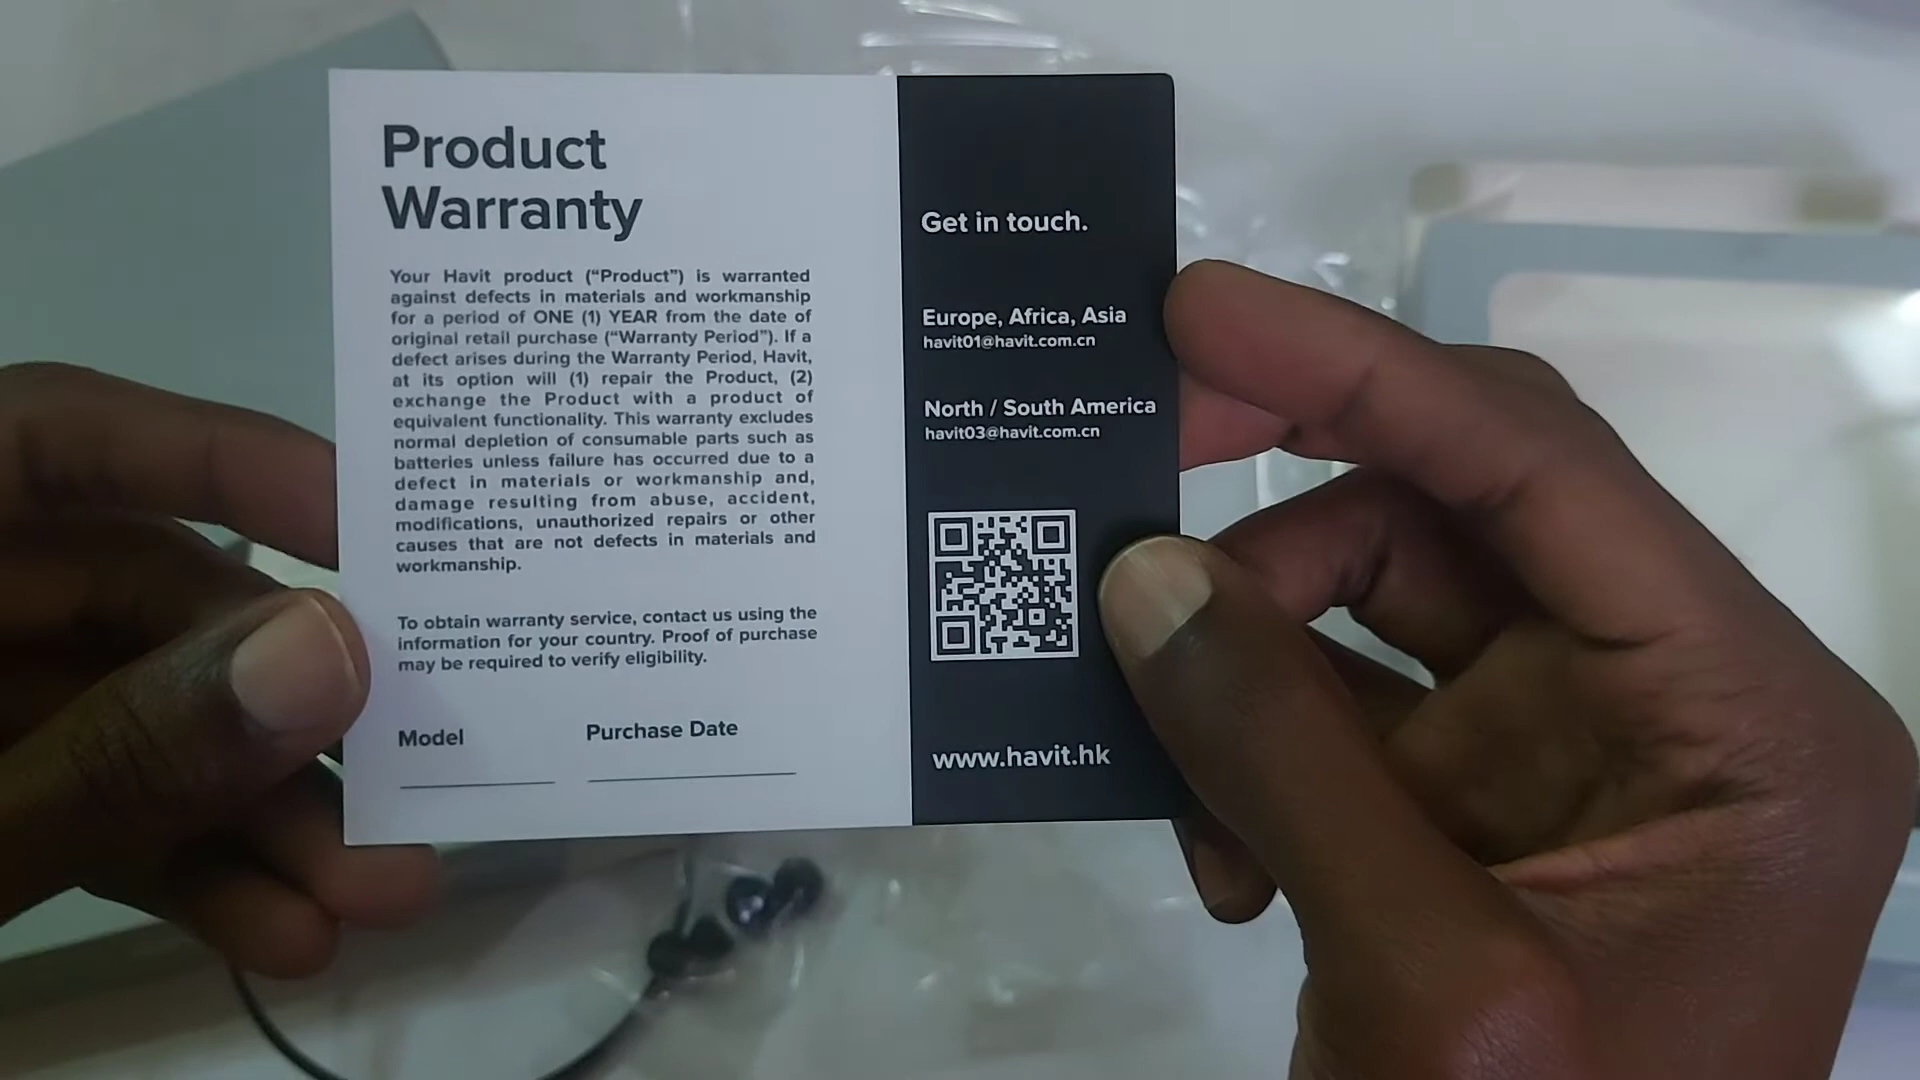 Product
Warranty
Your Havit product (“Product”) is warranted
against defects in materials and workmanship
for a period of ONE (1) YEAR from the date of
original retail purchase (“Warranty Period”). If a
defect arises during the Warranty Period, Havit,
at its option will (1) repair the Product, (2)
exchange the Product with a product of
equivalent functionality. This warranty excludes
normal depletion of consumable parts such as
batteries unless failure has occurred due to a
defect in materials or workmanship and,
damage resulting from abuse, accident,
modifications, unauthorized repairs or other
causes that are not defects in materials and
workmanship.
To obtain warranty service, contact us using the
information for your country. Proof of purchase
may be required to verify eligibility.
Model
Purchase Date
Get in touch.
Europe, Africa, Asia
havit01@havit.com.cn
North / South America
havit03@havit.com.cn
www.havit.hk